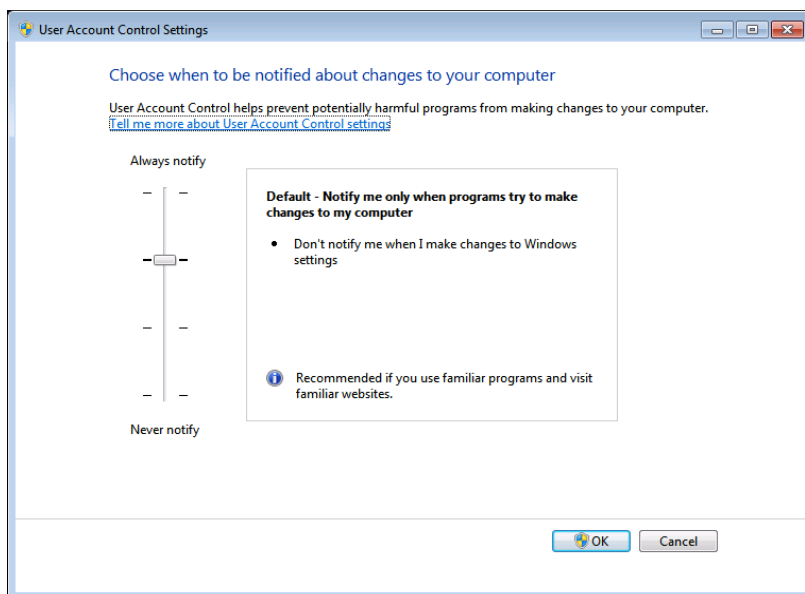 User Account Control Settings
Choose when to be notified about changes to your computer
User Account Control helps prevent potentially harmful programs from making changes to your computer.
Tell me more about User Account Control settings
Always notify
Default - Notify me only when programs try to make
changes to my computer
• Don't notify me when I make changes to Windows
settings
Recommended if you use familiar programs and visit
familiar websites.
Never notify
OK
Cancel